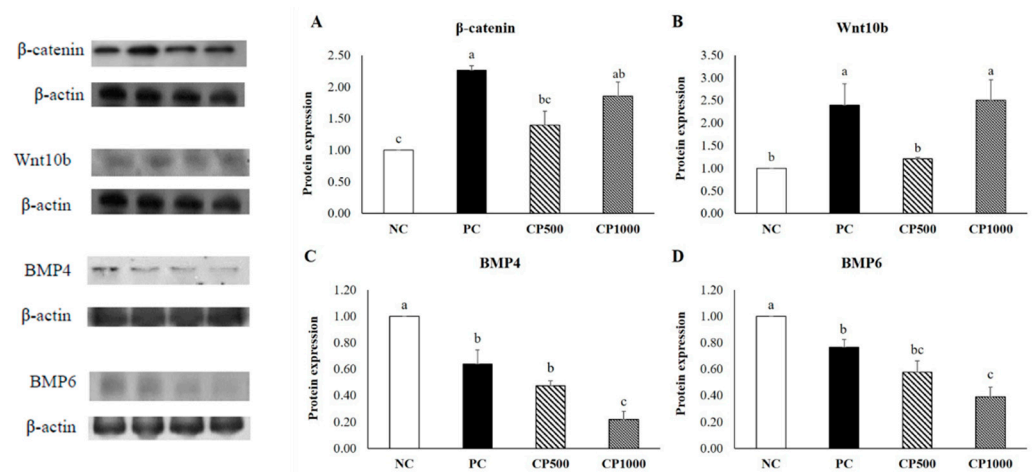 β-catenin
β-actin
Wnt10b
β-actin
BMP4
β-actin
BMP6
β-actin
A
β-catenin
Protein expression
2.50
2.00
1.50
1.00
0.50
0.00
c
a
bc
ab
NC PC CP500 CP1000
B
Wnt10b
Protein expression
3.50
3.00
2.50
2.00
1.50
1.00
0.50
0.00
b
a
b
a
NC PC CP500 CP1000
C
BMP4
Protein expression
1.20
1.00
0.80
0.60
0.40
0.20
0.00
a
b
b
c
NC PC CP500 CP1000
D
BMP6
Protein expression
1.20
1.00
0.80
0.60
0.40
0.20
0.00
a
b
bc
c
NC PC CP500 CP1000